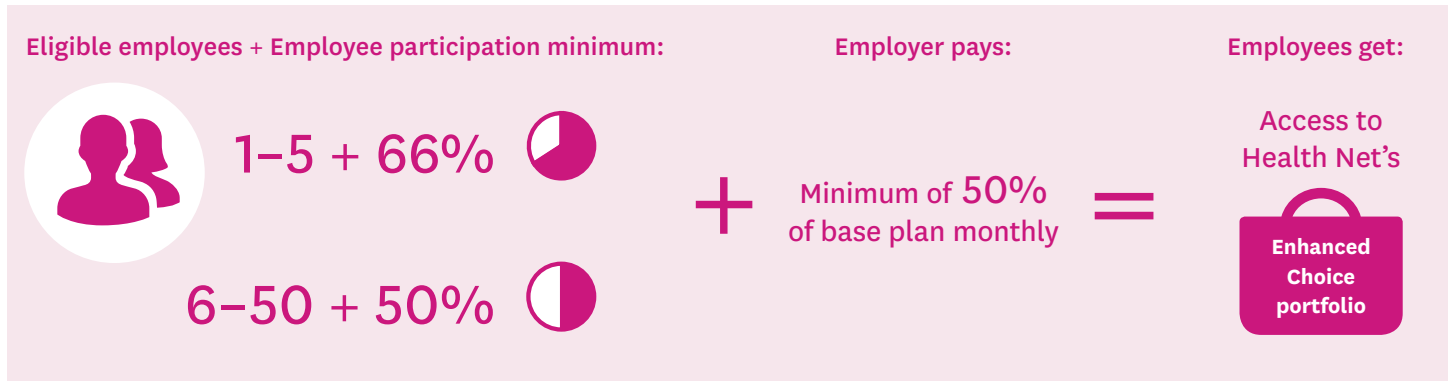 Eligible employees + Employee participation minimum:
1–5 + 66%
6–50 + 50%
+
Employer pays:
Minimum of 50%
of base plan monthly
=
Employees get:
Access to
Health Net’s
Enhanced
Choice
portfolio